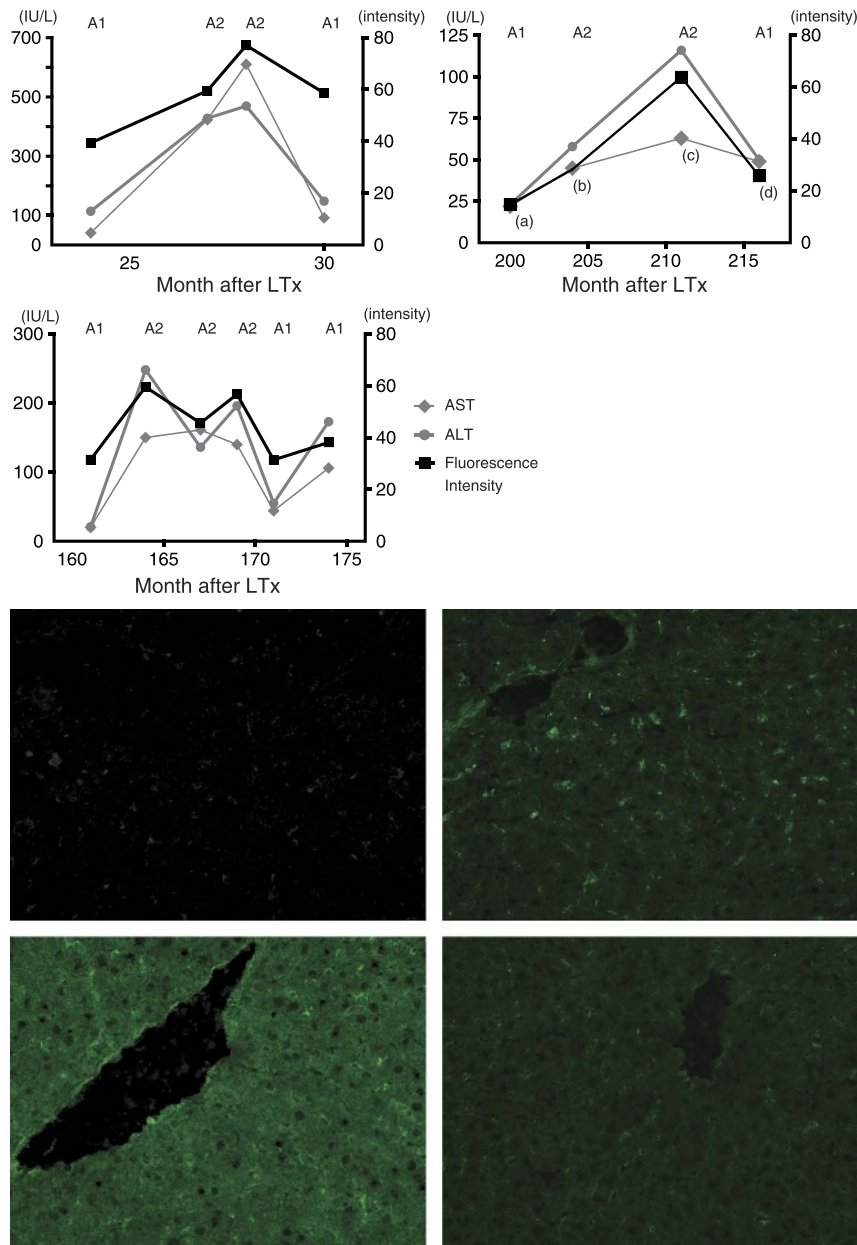 (IU/L)
(intensity)
A1 A2 A2 A1
700
500
300
100
0
80
60
40
20
0
25 30
Month after LTx
(IU/L)
(intensity)
A1 A2 A2 A1
125
100
75
50
25
0
80
60
40
20
0
(a)
(b)
(c)
(d)
200 205 210 215
Month after LTx
(IU/L)
(intensity)
A1 A2 A2 A2 A1 A1
300
200
100
0
80
60
40
20
0
160 165 170 175
Month after LTx
AST
ALT
Fluorescence
Intensity